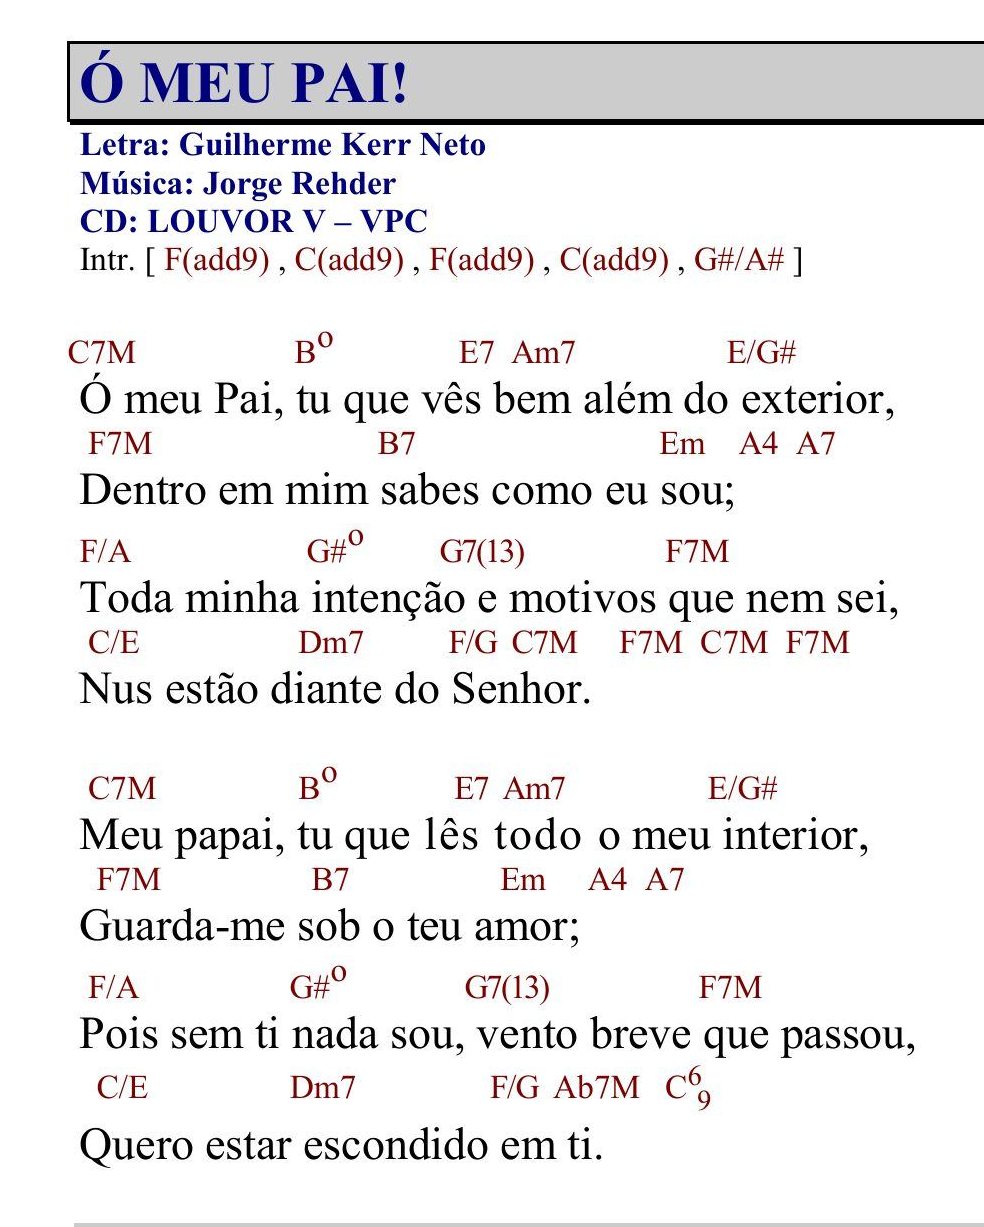 Ó MEU PAI!
Letra: Guilherme Kerr Neto
Música: Jorge Rehder
CD: LOUVOR V – VPC
Intr. [ F(add9) , C(add9) , F(add9) , C(add9) , G#/A# ]
C7M Bº E7 Am7 E/G#
Ó meu Pai, tu que vês bem além do exterior,
F7M B7 Em A4 A7
Dentro em mim sabes como eu sou;
F/A G#º G7(13) F7M
Toda minha intenção e motivos que nem sei,
C/E Dm7 F/G C7M F7M C7M F7M
Nus estão diante do Senhor.
C7M Bº E7 Am7 E/G#
Meu papai, tu que lês todo o meu interior,
F7M B7 Em A4 A7
Guarda-me sob o teu amor;
F/A G#º G7(13) F7M
Pois sem ti nada sou, vento breve que passou,
C/E Dm7 F/G Ab7M C⁶₉
Quero estar escondido em ti.